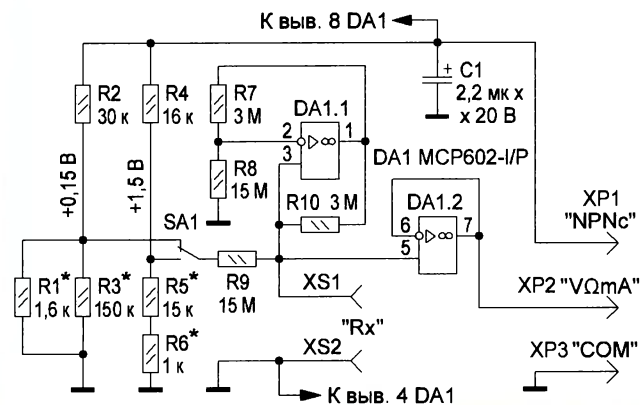 К выв. 8 DA1
R2
30 к
R4
16 к
R7
3 М
DA1.1
+ C1
2,2 мк х
х 20 В
2
3
1
R8
15 М
DA1 MCP602-I/P
+0,15 В
+1,5 В
R10 3 М
DA1.2
SA1
6
5
7
XP1
"NPNc"
R1*
1,6 к
R3*
150 к
R5*
15 к
R9
15 М
XS1
XP2 "VΩmA"
R6*
1 к
"Rx"
XS2
XP3 "COM"
К выв. 4 DA1